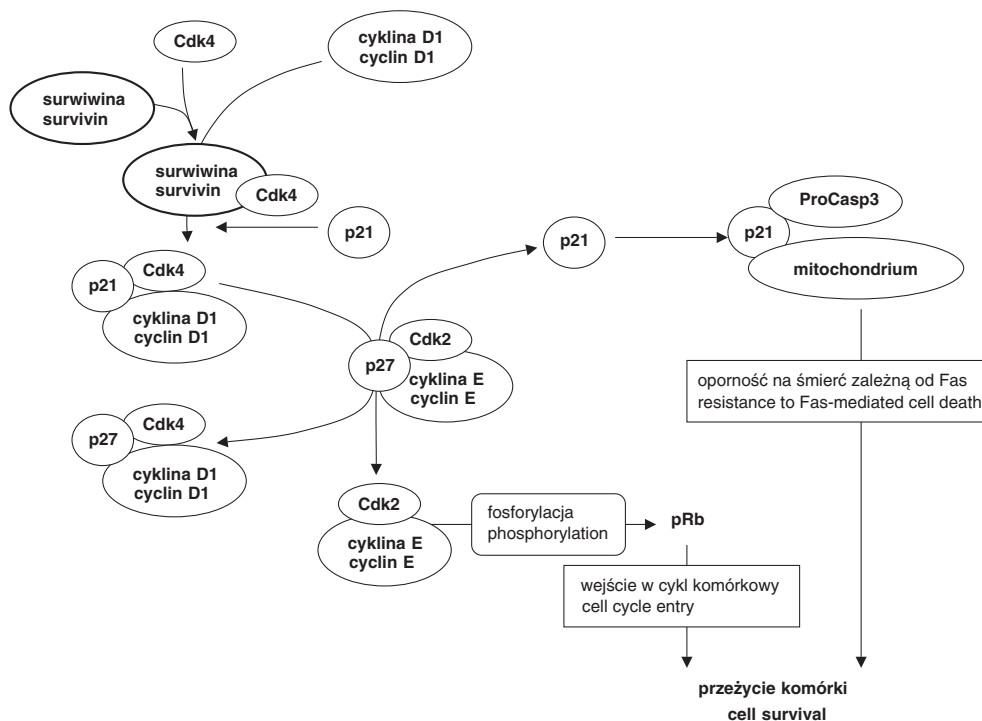 Cdk4
cyklina D1
cyclin D1
surwiwina
survivin
surwiwina
survivin
Cdk4
p21
p21
ProCasp3
p21
mitochondrium
Cdk4
p21
cyklina D1
cyclin D1
Cdk2
p27
cyklina E
cyclin E
oporność na śmierć zależną od Fas
resistance to Fas-mediated cell death
Cdk4
p27
cyklina D1
cyclin D1
Cdk2
cyklina E
cyclin E
fosforylacja
phosphorylation
pRb
wejście w cykl komórkowy
cell cycle entry
przeżycie komórki
cell survival